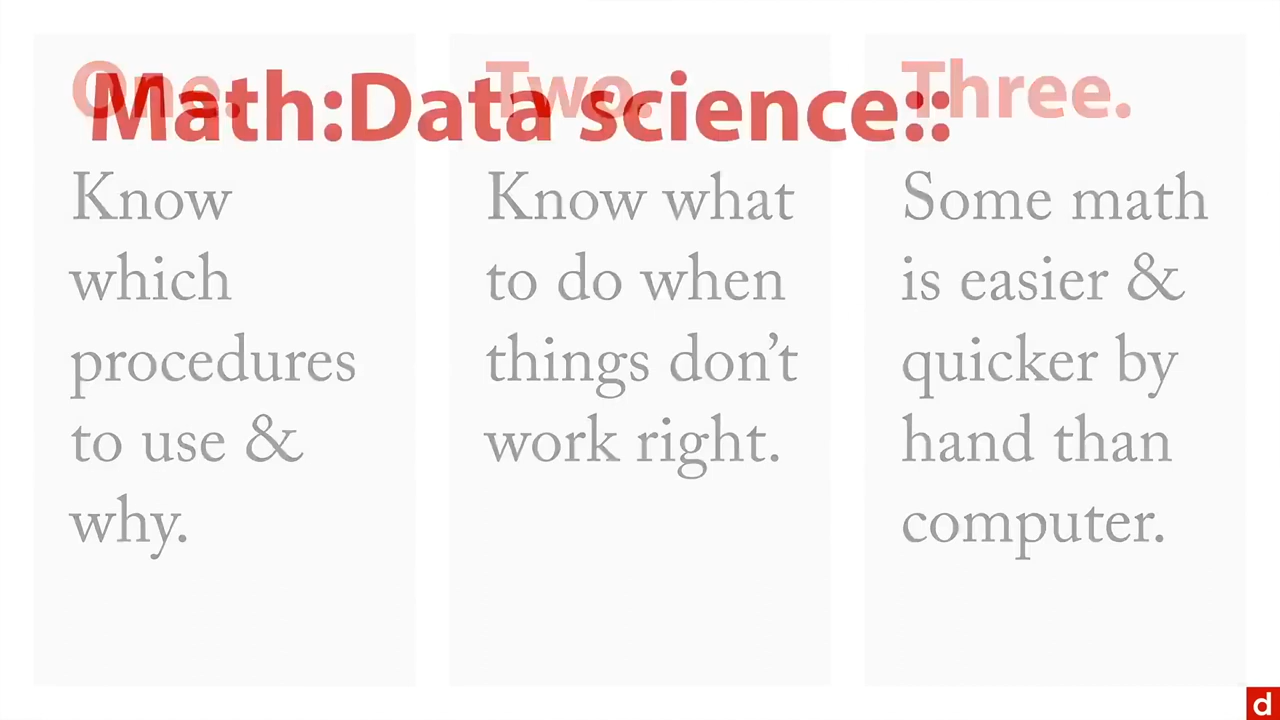 Math:Data science::
One.
Know
which
procedures
to use &
why.
Two.
Know what
to do when
things don’t
work right.
Three.
Some math
is easier &
quicker by
hand than
computer.
d